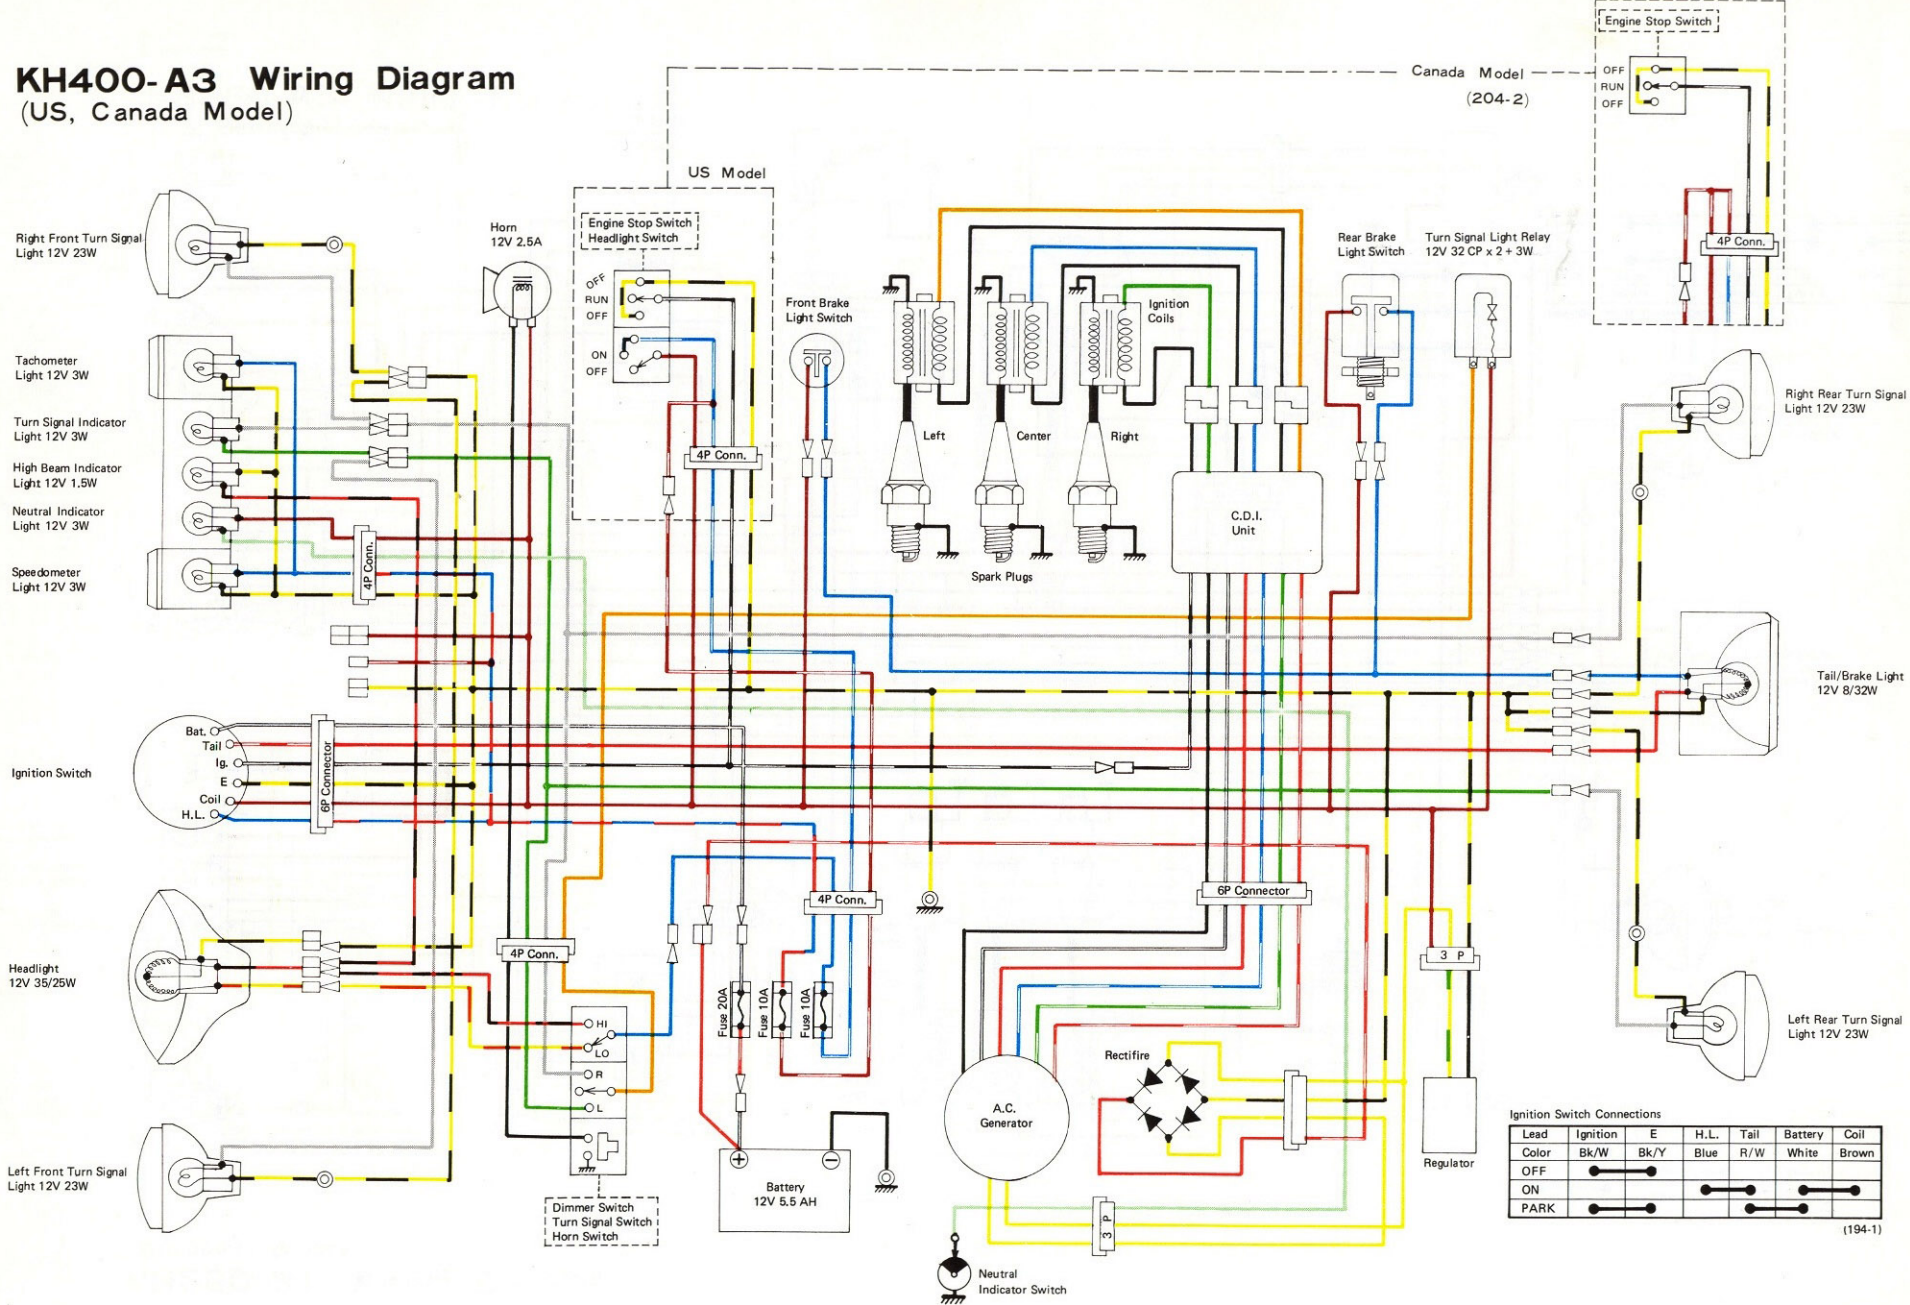 KH400-A3 Wiring Diagram
(US, Canada Model)
Engine Stop Switch
OFF
RUN
OFF
Canada Model
(204-2)
4P Conn.
US Model
Engine Stop Switch
Headlight Switch
OFF
RUN
OFF
ON
OFF
4P Conn.
Horn
12V 2.5A
Front Brake
Light Switch
Ignition
Coils
Left
Center
Right
Spark Plugs
C.D.I.
Unit
Rear Brake
Light Switch
Turn Signal Light Relay
12V 32 CP x 2 + 3W
Right Front Turn Signal
Light 12V 23W
Tachometer
Light 12V 3W
Turn Signal Indicator
Light 12V 3W
High Beam Indicator
Light 12V 1.5W
Neutral Indicator
Light 12V 3W
Speedometer
Light 12V 3W
4P Conn.
Right Rear Turn Signal
Light 12V 23W
Tail/Brake Light
12V 8/32W
Left Rear Turn Signal
Light 12V 23W
Ignition Switch
Bat.
Tail
Ig.
E
Coil
H.L.
6P Connector
Headlight
12V 35/25W
Left Front Turn Signal
Light 12V 23W
4P Conn.
HI
LO
R
L
Dimmer Switch
Turn Signal Switch
Horn Switch
4P Conn.
Fuse 20A
Fuse 10A
Fuse 10A
+
−
Battery
12V 5.5 AH
6P Connector
A.C.
Generator
Rectifire
3 P
Regulator
3 P
Neutral
Indicator Switch
Ignition Switch Connections
Lead Ignition E H.L. Tail Battery Coil
Color Bk/W Bk/Y Blue R/W White Brown
OFF
ON
PARK
(194-1)